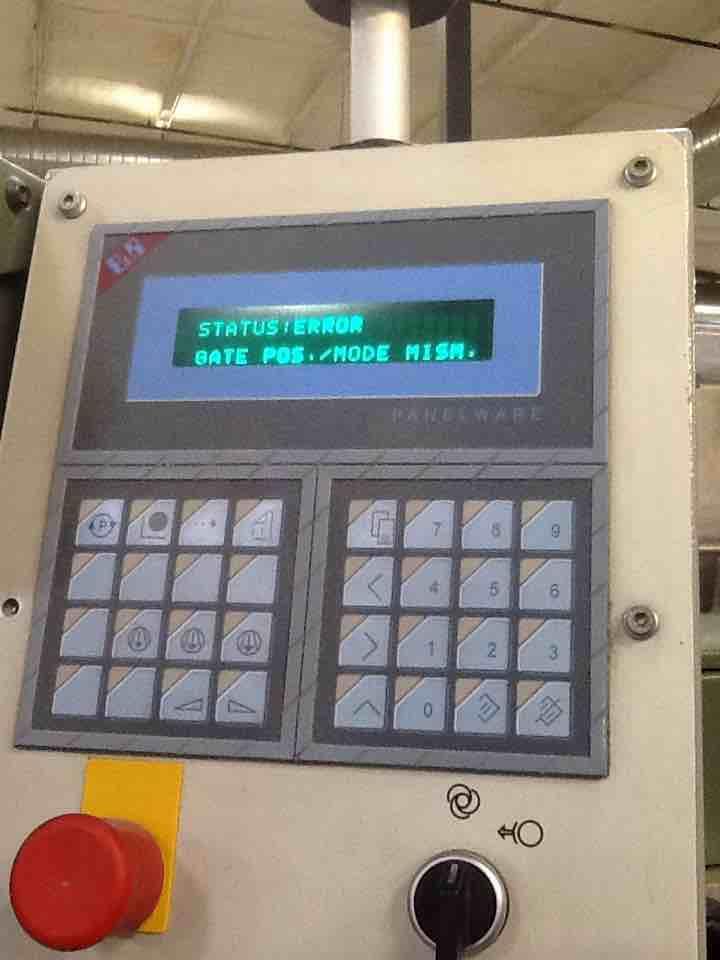 B&R
STATUS:ERROR
GATE POS./MODE MISM.
PANELWARE
P
7 8 9
4 5 6
1 2 3
0